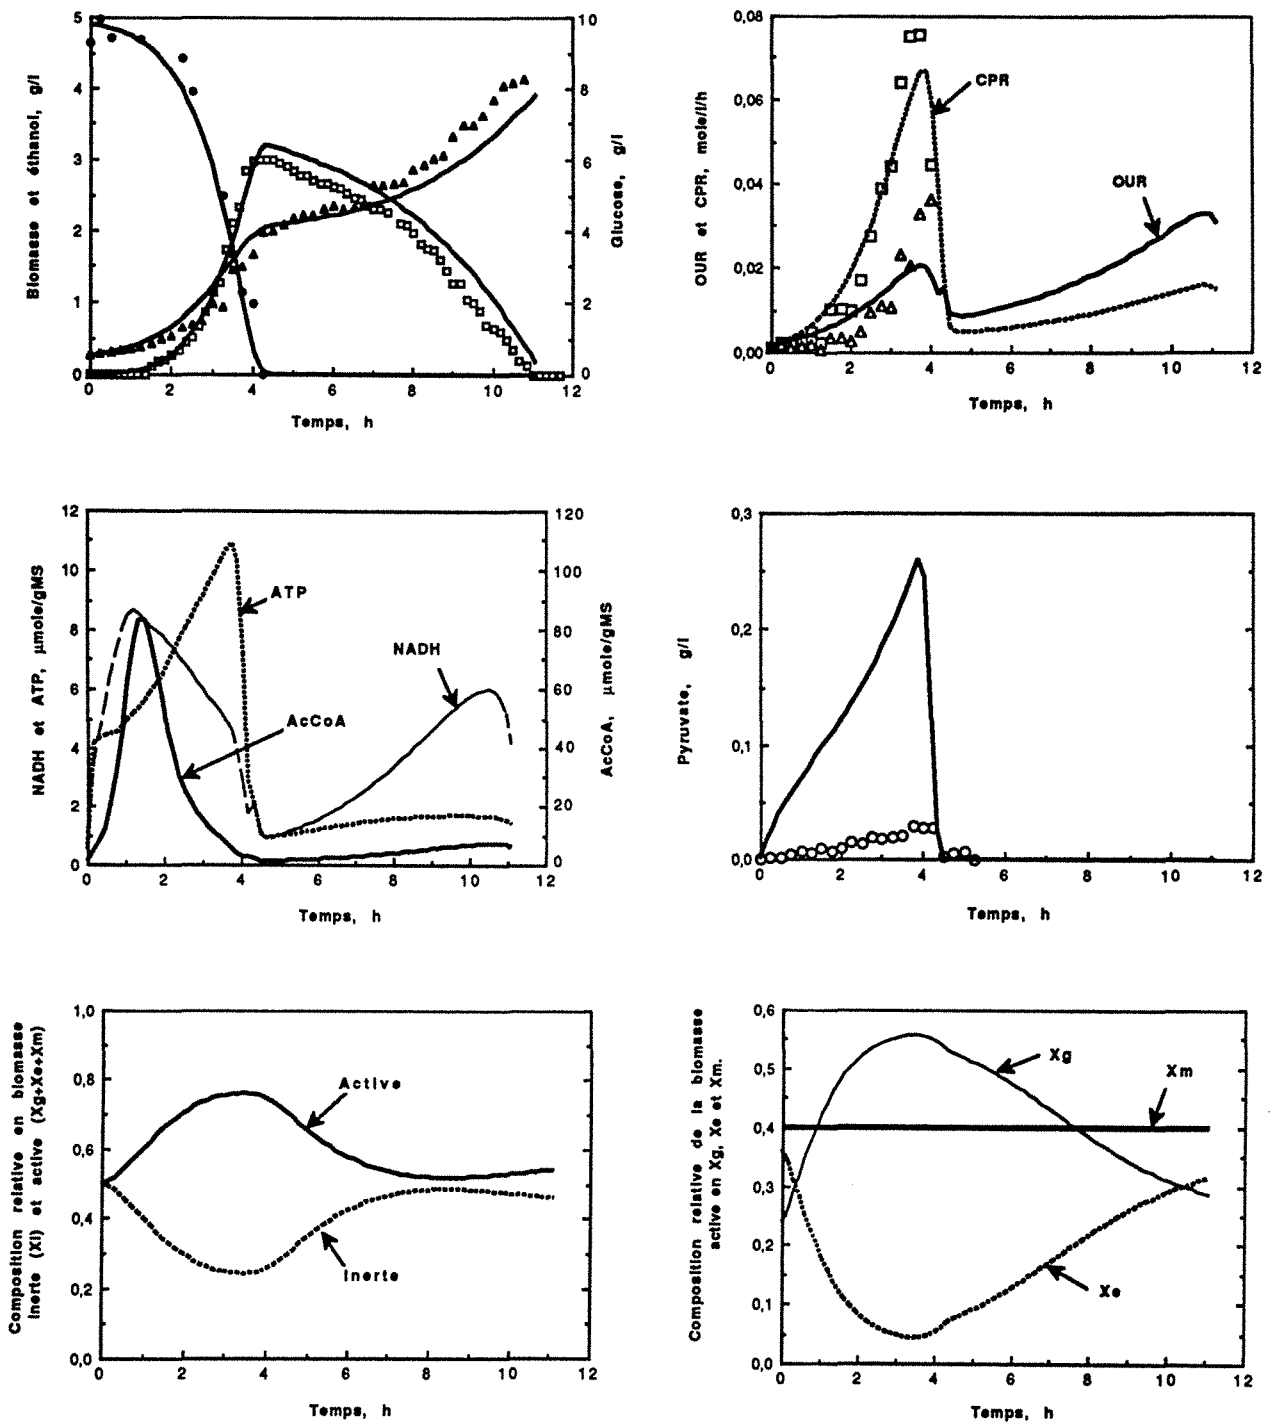 Biomasse et éthanol, g/l
5
4
3
2
1
0
10
8
6
4
2
0
Glucose, g/l
0 2 4 6 8 10 12
Temps, h
OUR et CPR, mole/l/h
0,08
0,06
0,04
0,02
0,00
CPR
OUR
0 2 4 6 8 10 12
Temps, h
NADH et ATP, µmole/gMS
12
10
8
6
4
2
0
120
100
80
60
40
20
0
AcCoA, µmole/gMS
ATP
NADH
AcCoA
0 2 4 6 8 10 12
Temps, h
Pyruvate, g/l
0,3
0,2
0,1
0,0
0 2 4 6 8 10 12
Temps, h
Composition relative en biomasse
Inerte (Xi) et active (Xg+Xe+Xm)
1,0
0,8
0,6
0,4
0,2
0,0
Active
Inerte
0 2 4 6 8 10 12
Temps, h
Composition relative de la biomasse
active en Xg, Xe et Xm.
0,6
0,5
0,4
0,3
0,2
0,1
0,0
Xg
Xm
Xe
0 2 4 6 8 10 12
Temps, h